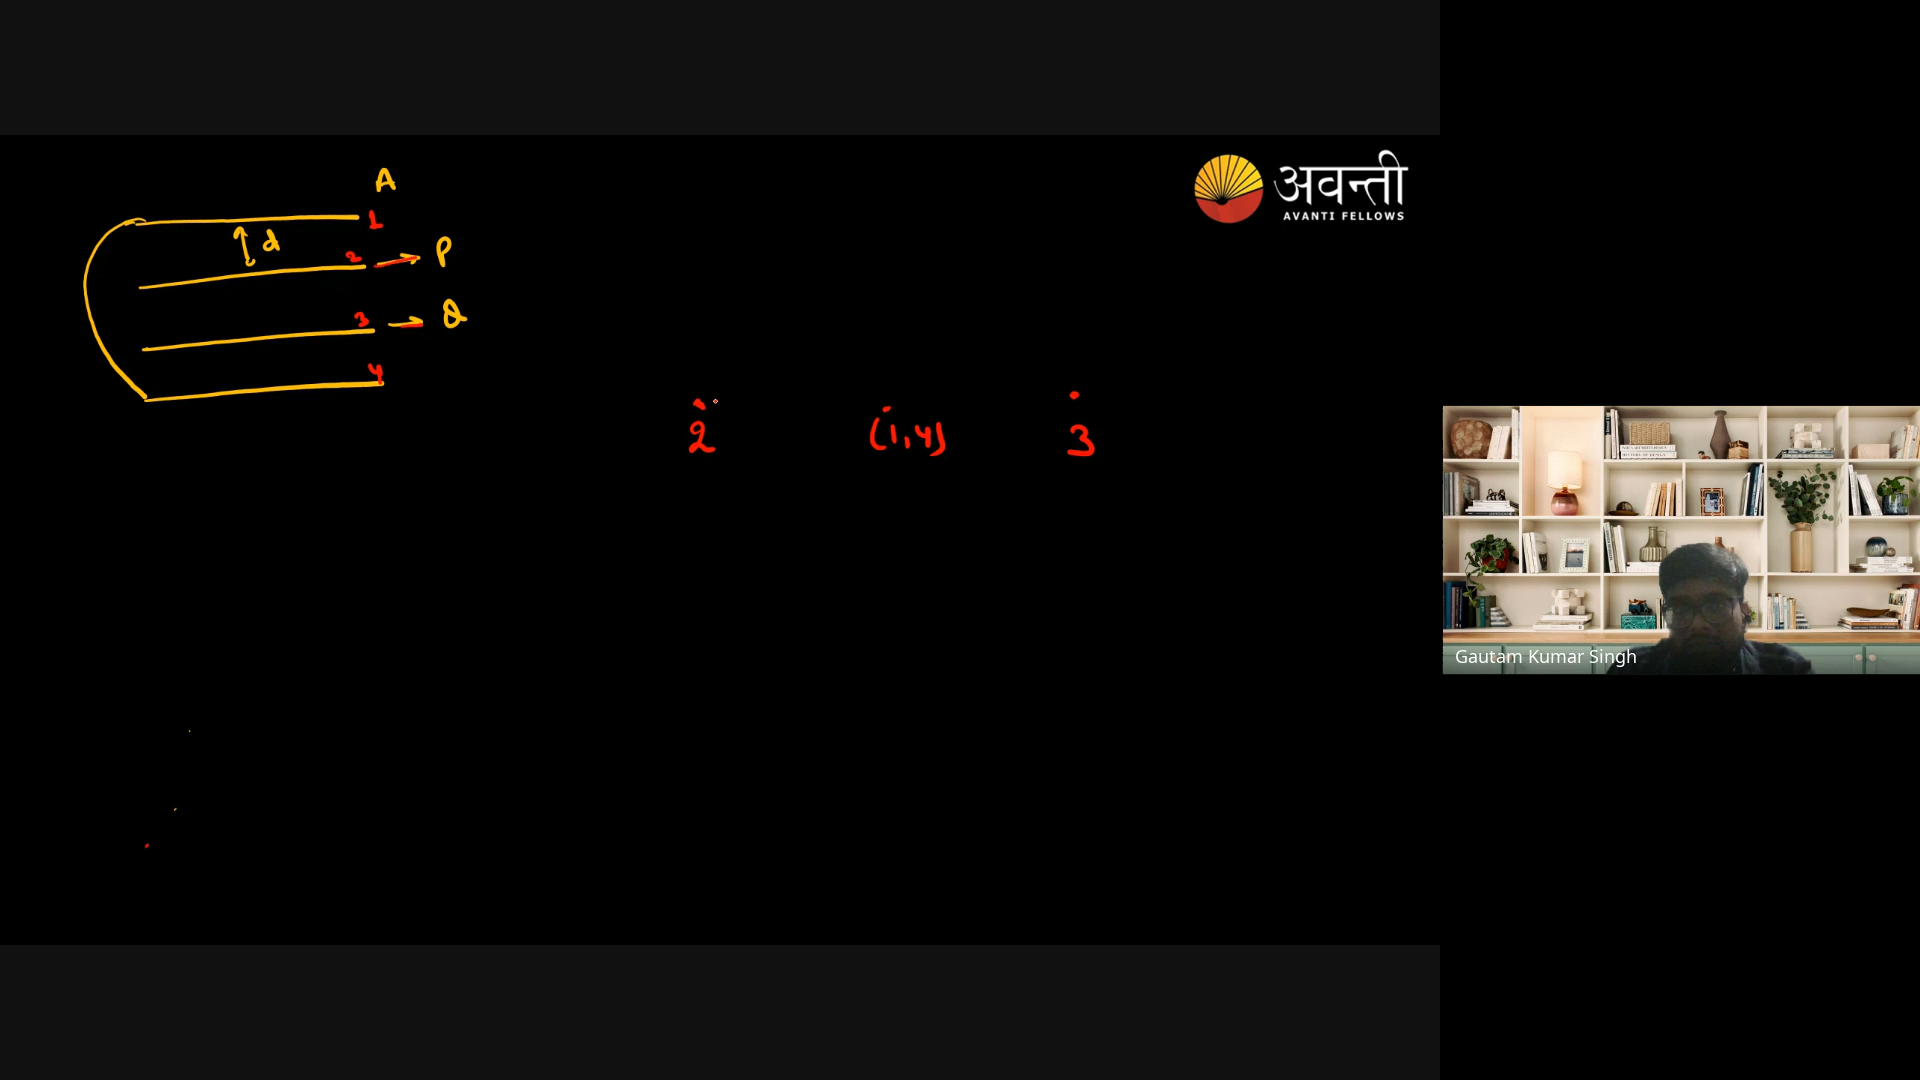 A
1
d
2
P
3
Q
4
2 (1,4) 3
अवन्ती
AVANTI FELLOWS
Gautam Kumar Singh